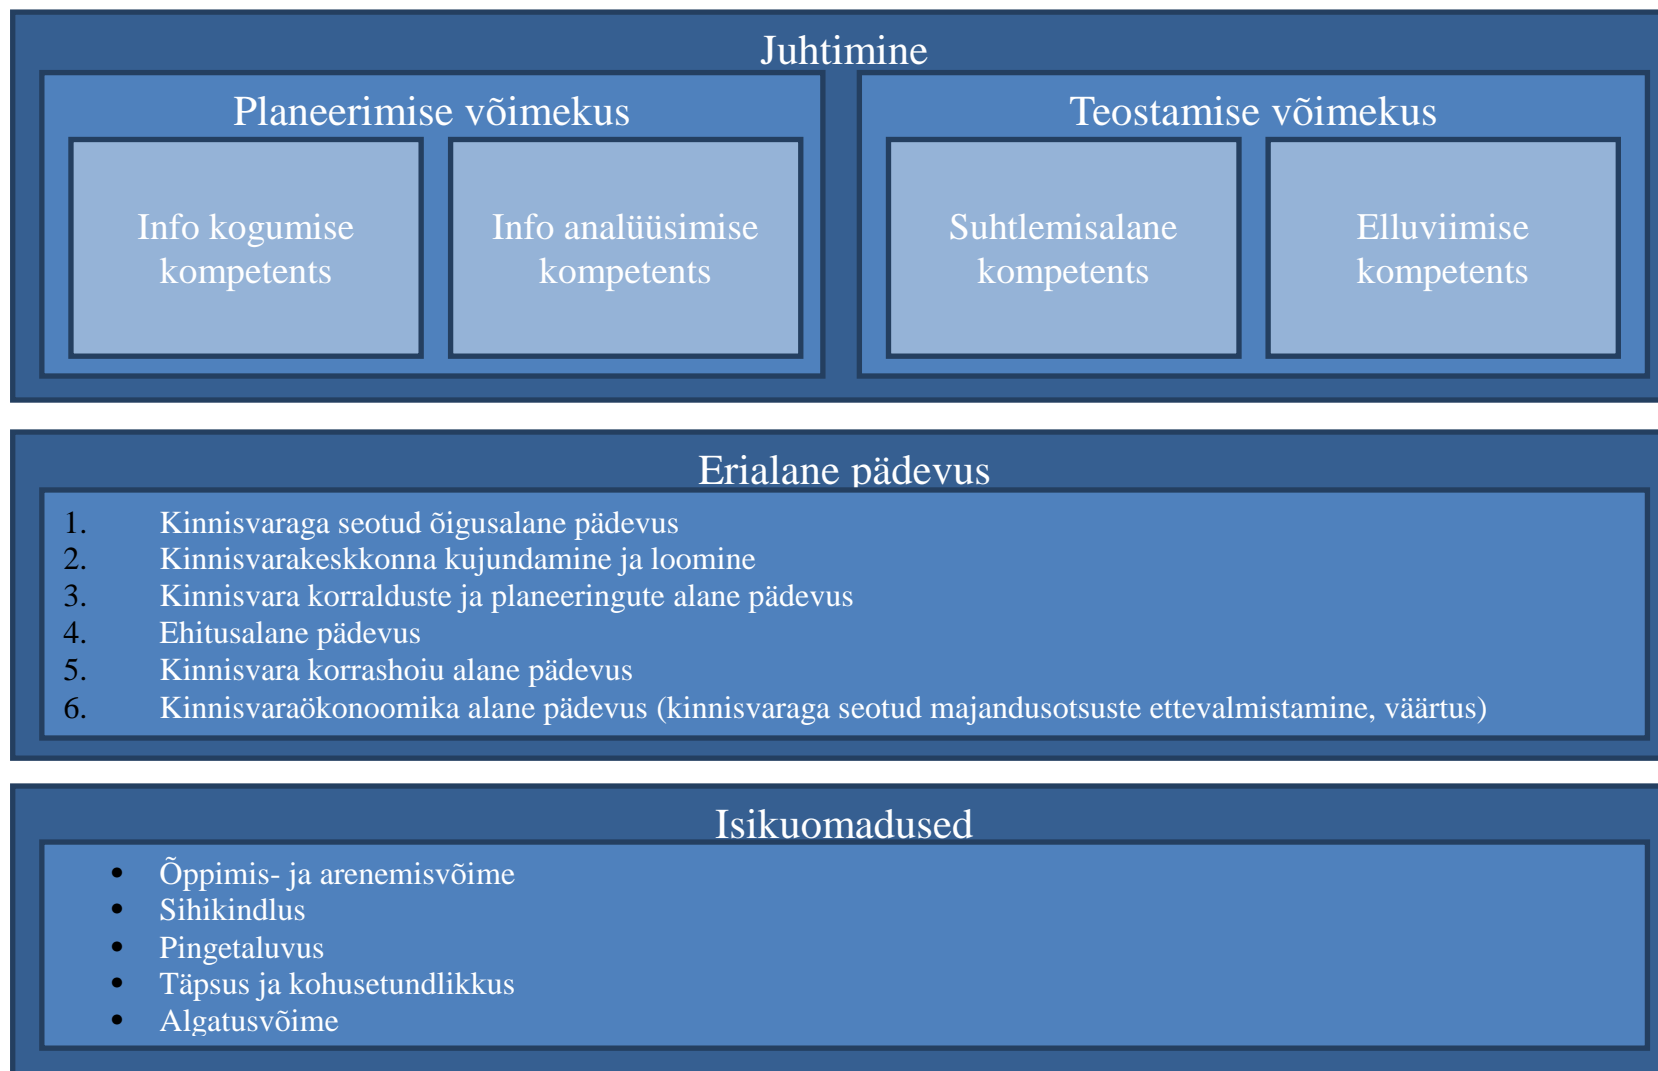 Juhtimine
Planeerimise võimekus
Teostamise võimekus
Info kogumise
kompetents
Info analüüsimise
kompetents
Suhtlemisalane
kompetents
Elluviimise
kompetents
Erialane pädevus
1. Kinnisvaraga seotud õigusalane pädevus
2. Kinnisvarakeskkonna kujundamine ja loomine
3. Kinnisvara korralduste ja planeeringute alane pädevus
4. Ehitusalane pädevus
5. Kinnisvara korrashoiu alane pädevus
6. Kinnisvaraökonoomika alane pädevus (kinnisvaraga seotud majandusotsuste ettevalmistamine, väärtus)
Isikuomadused
• Õppimis- ja arenemisvõime
• Sihikindlus
• Pingetaluvus
• Täpsus ja kohusetundlikkus
• Algatusvõime